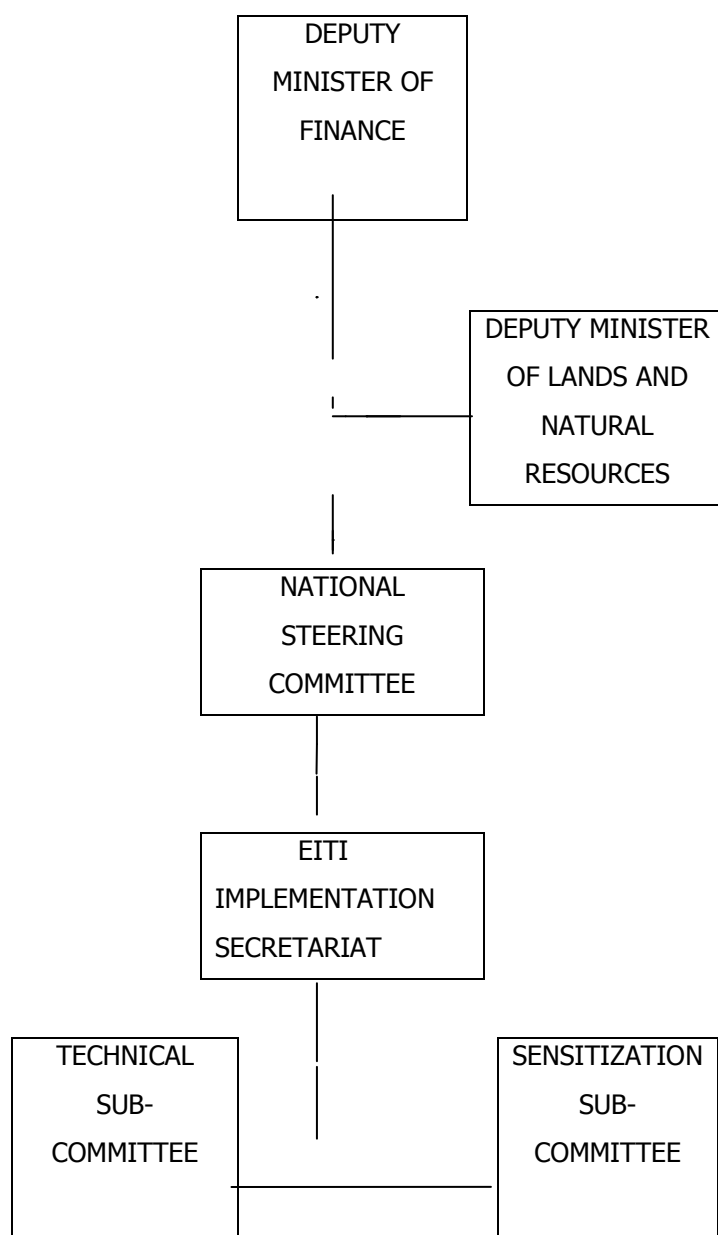 DEPUTY
MINISTER OF
FINANCE
DEPUTY MINISTER
OF LANDS AND
NATURAL
RESOURCES
NATIONAL
STEERING
COMMITTEE
EITI
IMPLEMENTATION
SECRETARIAT
TECHNICAL
SUB-
COMMITTEE
SENSITIZATION
SUB-
COMMITTEE